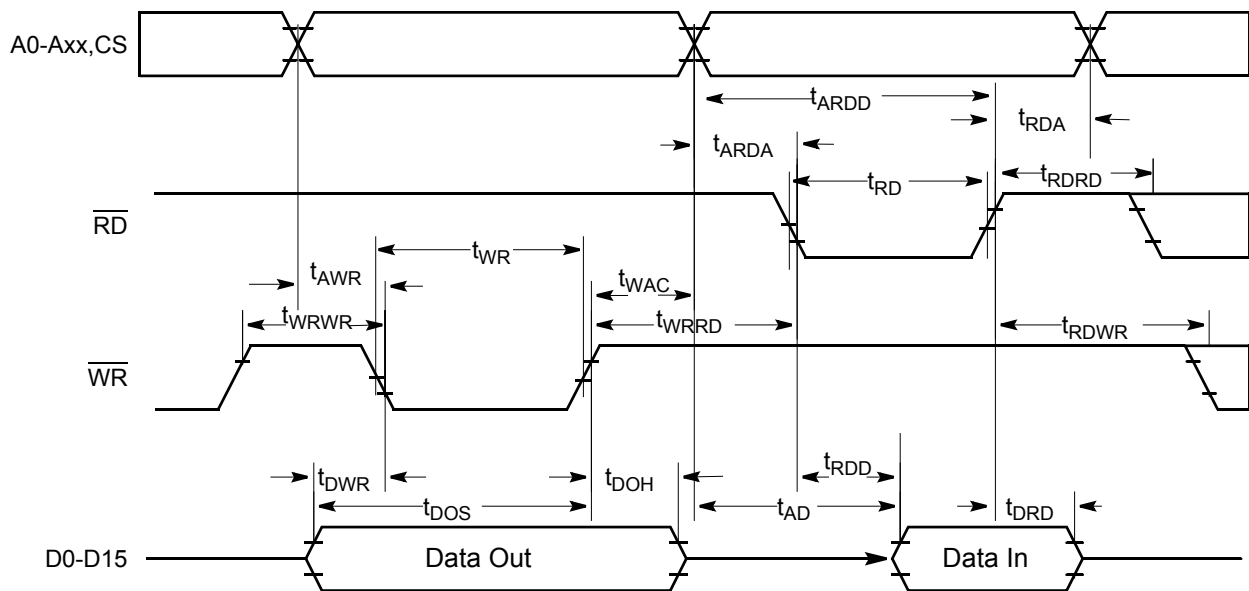 A0-Axx,CS
tARDD
tRDA
tARDA
tRD
tRDRD
RD
tWR
tAWR
tWAC
tWRWR
tWRRD
tRDWR
WR
tRDD
tDWR
tDOH
tDOS
tAD
tDRD
D0-D15
Data Out
Data In